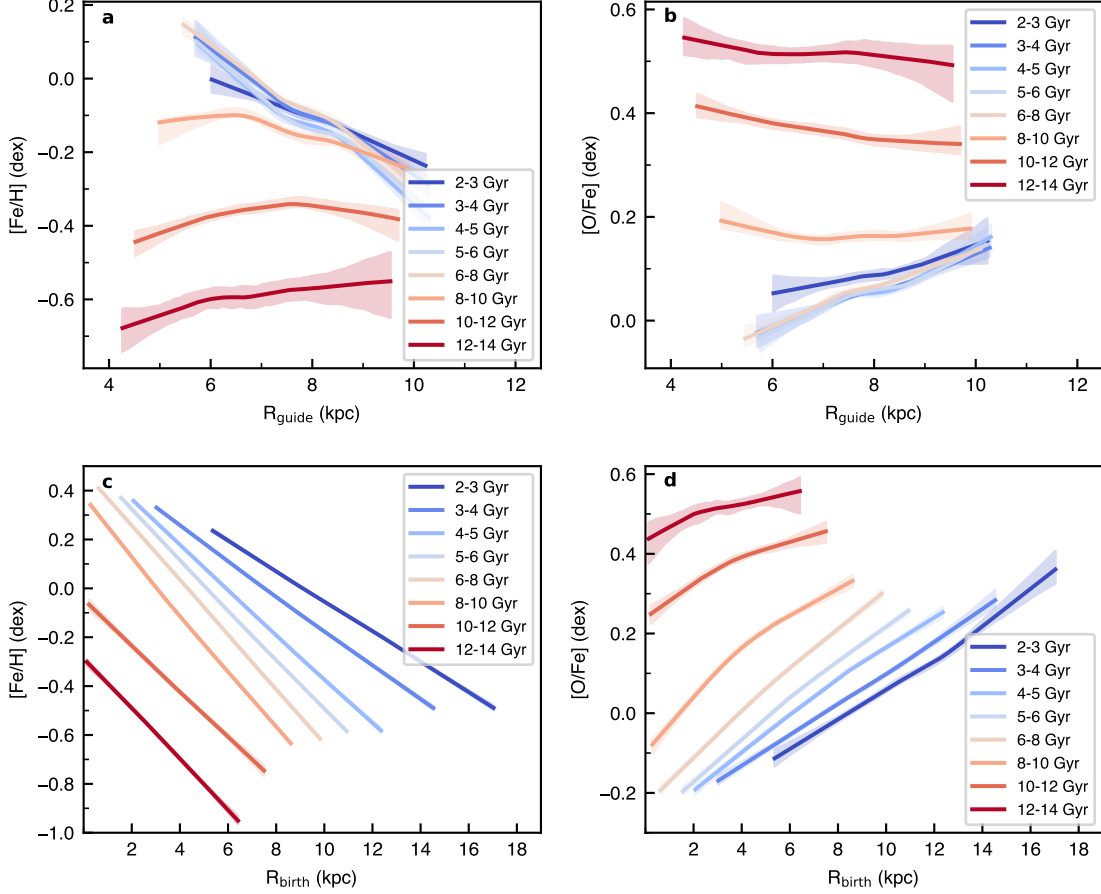 a
[Fe/H] (dex)
0.2
0.0
−0.2
−0.4
−0.6
4
6
8
10
12
R_guide (kpc)
2-3 Gyr
3-4 Gyr
4-5 Gyr
5-6 Gyr
6-8 Gyr
8-10 Gyr
10-12 Gyr
12-14 Gyr
b
[O/Fe] (dex)
0.6
0.4
0.2
0.0
4
6
8
10
12
R_guide (kpc)
2-3 Gyr
3-4 Gyr
4-5 Gyr
5-6 Gyr
6-8 Gyr
8-10 Gyr
10-12 Gyr
12-14 Gyr
c
[Fe/H] (dex)
0.4
0.2
0.0
−0.2
−0.4
−0.6
−0.8
−1.0
2
4
6
8
10
12
14
16
18
R_birth (kpc)
2-3 Gyr
3-4 Gyr
4-5 Gyr
5-6 Gyr
6-8 Gyr
8-10 Gyr
10-12 Gyr
12-14 Gyr
d
[O/Fe] (dex)
0.6
0.4
0.2
0.0
−0.2
2
4
6
8
10
12
14
16
18
R_birth (kpc)
2-3 Gyr
3-4 Gyr
4-5 Gyr
5-6 Gyr
6-8 Gyr
8-10 Gyr
10-12 Gyr
12-14 Gyr